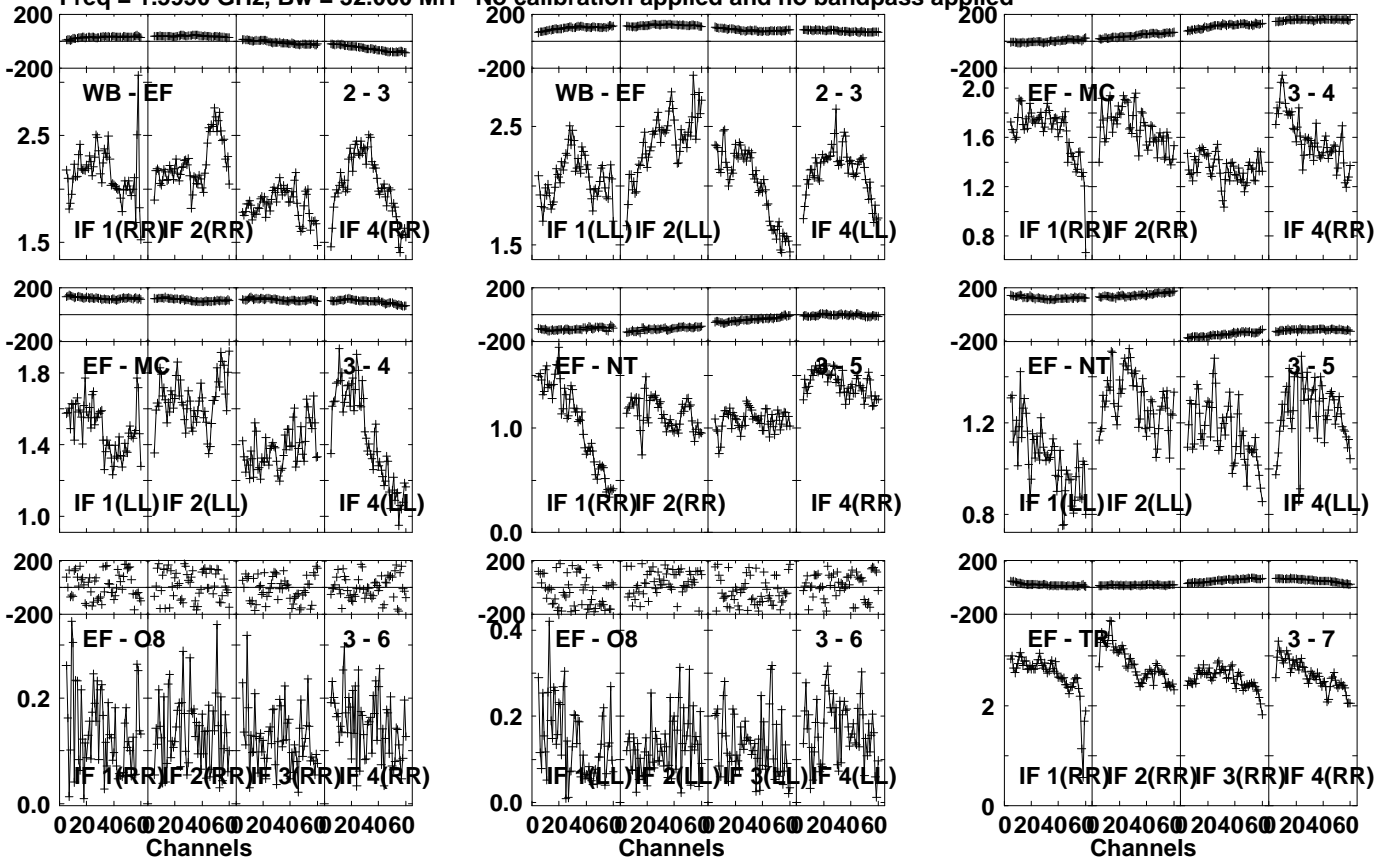 Freq = 1.5950 GHz, Bw = 32.000 MH No calibration applied and no bandpass applied
200
-200
WB - EF 2 - 3
2.5
1.5
IF 1(RR) IF 2(RR) IF 4(RR)
WB - EF 2 - 3
2.5
1.5
IF 1(LL) IF 2(LL) IF 4(LL)
200
-200
EF - MC 3 - 4
2.0
1.6
1.2
0.8
IF 1(RR) IF 2(RR) IF 4(RR)
200
-200
EF - MC 3 - 4
1.8
1.4
1.0
IF 1(LL) IF 2(LL) IF 4(LL)
200
-200
EF - NT 3 - 5
1.0
0.0
IF 1(RR) IF 2(RR) IF 4(RR)
200
-200
EF - NT 3 - 5
1.2
0.8
IF 1(LL) IF 2(LL) IF 4(LL)
200
-200
EF - O8 3 - 6
0.2
0.0
IF 1(RR) IF 2(RR) IF 3(RR) IF 4(RR)
0 20 40 60 0 20 40 60 0 20 40 60 0 20 40 60
Channels
200
-200
EF - O8 3 - 6
0.4
0.2
0.0
IF 1(LL) IF 2(LL) IF 3(LL) IF 4(LL)
0 20 40 60 0 20 40 60 0 20 40 60 0 20 40 60
Channels
200
-200
EF - TR 3 - 7
2
0
IF 1(RR) IF 2(RR) IF 3(RR) IF 4(RR)
0 20 40 60 0 20 40 60 0 20 40 60 0 20 40 60
Channels